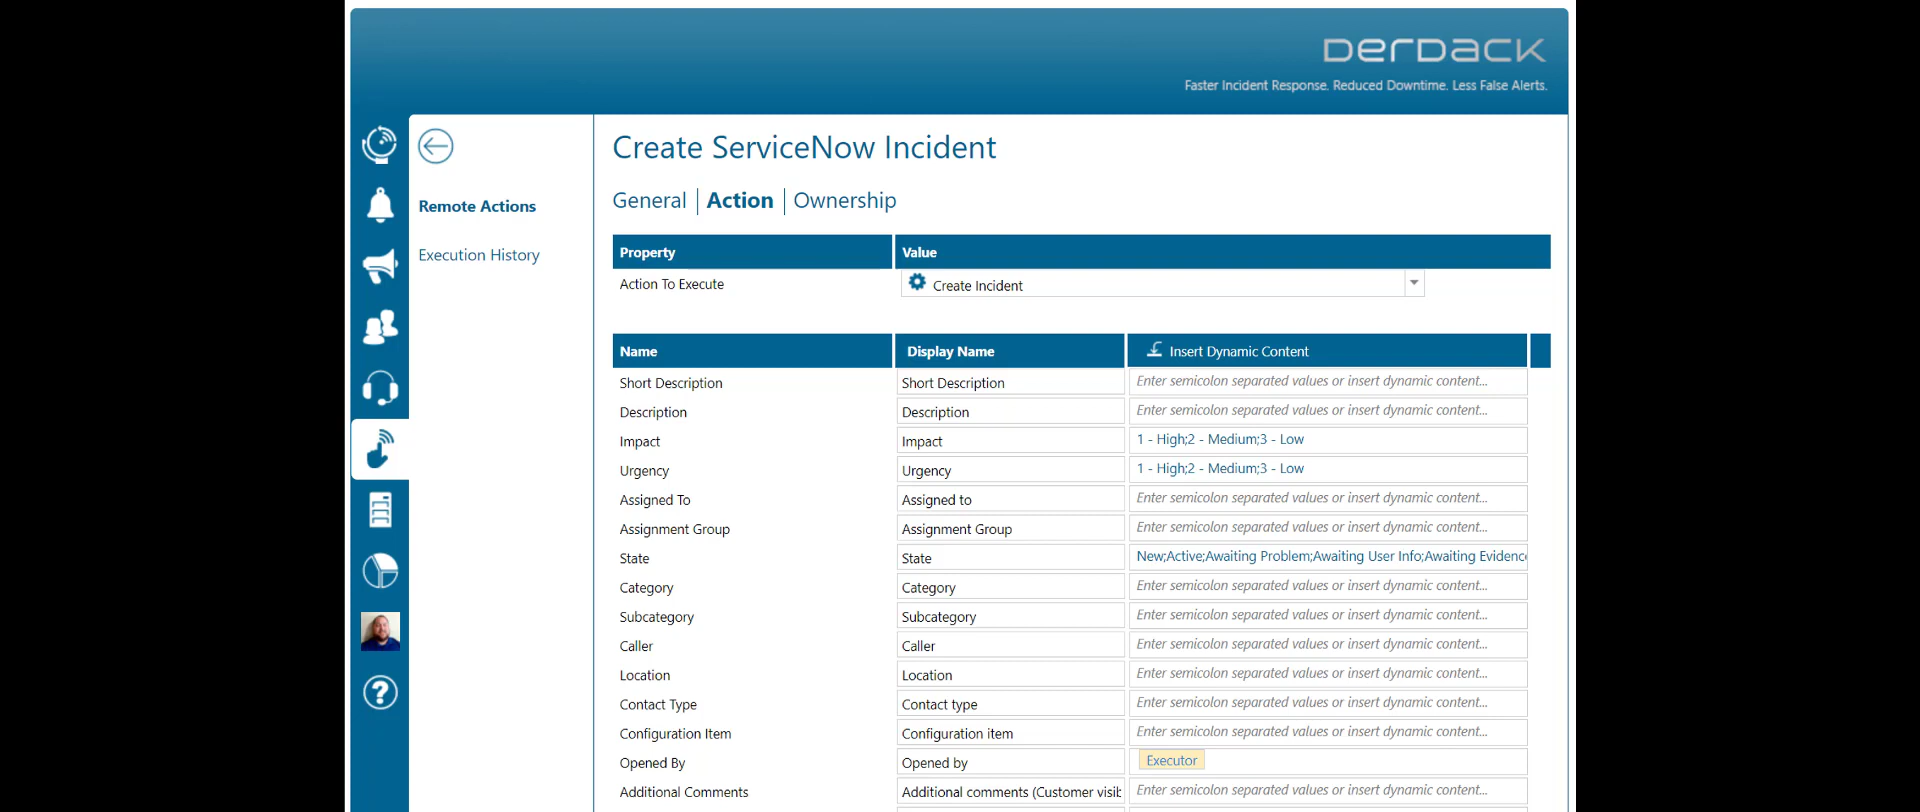 DERDACK
Faster Incident Response. Reduced Downtime. Less False Alerts.
Remote Actions
Execution History
Create ServiceNow Incident
General | Action | Ownership
Property Value
Action To Execute Create Incident
Name Display Name Insert Dynamic Content
Short Description Short Description Enter semicolon separated values or insert dynamic content...
Description Description Enter semicolon separated values or insert dynamic content...
Impact Impact 1 - High;2 - Medium;3 - Low
Urgency Urgency 1 - High;2 - Medium;3 - Low
Assigned To Assigned to Enter semicolon separated values or insert dynamic content...
Assignment Group Assignment Group Enter semicolon separated values or insert dynamic content...
State State New;Active;Awaiting Problem;Awaiting User Info;Awaiting Evidence
Category Category Enter semicolon separated values or insert dynamic content...
Subcategory Subcategory Enter semicolon separated values or insert dynamic content...
Caller Caller Enter semicolon separated values or insert dynamic content...
Location Location Enter semicolon separated values or insert dynamic content...
Contact Type Contact type Enter semicolon separated values or insert dynamic content...
Configuration Item Configuration item Enter semicolon separated values or insert dynamic content...
Opened By Opened by Executor
Additional Comments Additional comments (Customer visib Enter semicolon separated values or insert dynamic content...